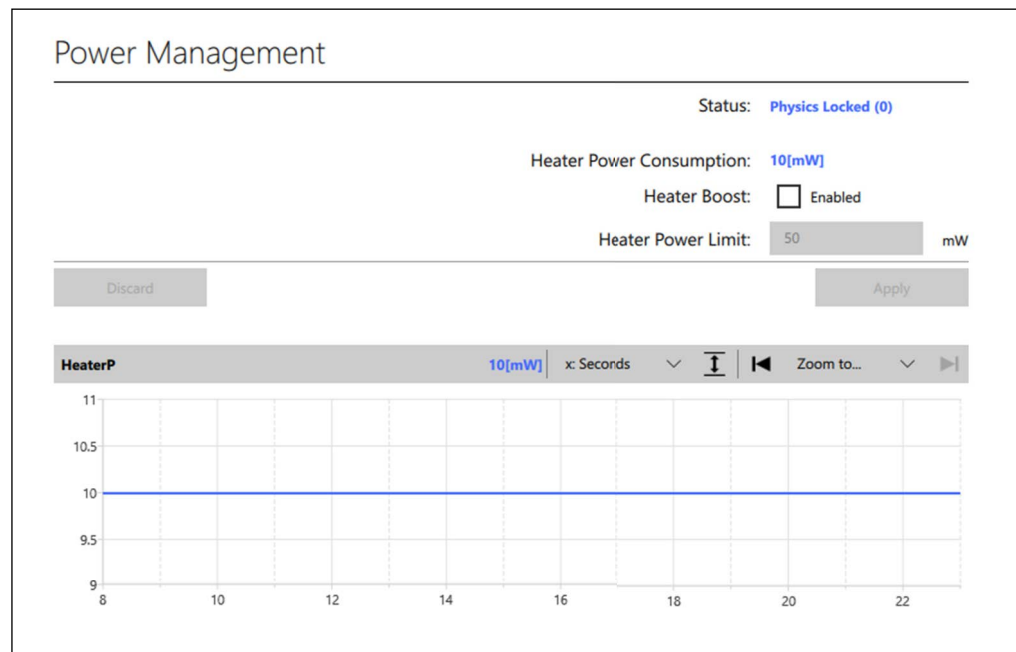 Power Management
Status: Physics Locked (0)
Heater Power Consumption: 10[mW]
Heater Boost: Enabled
Heater Power Limit: 50 mW
Discard Apply
HeaterP 10[mW] x: Seconds Zoom to...
11
10.5
10
9.5
9
8 10 12 14 16 18 20 22